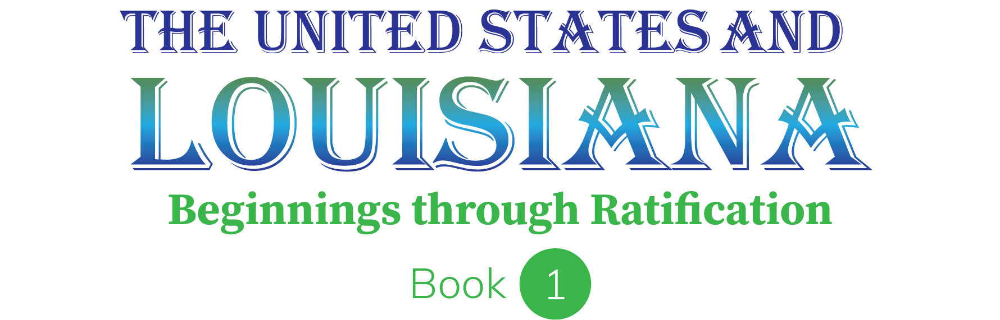 THE UNITED STATES AND
LOUISIANA
Beginnings through Ratification
Book 1